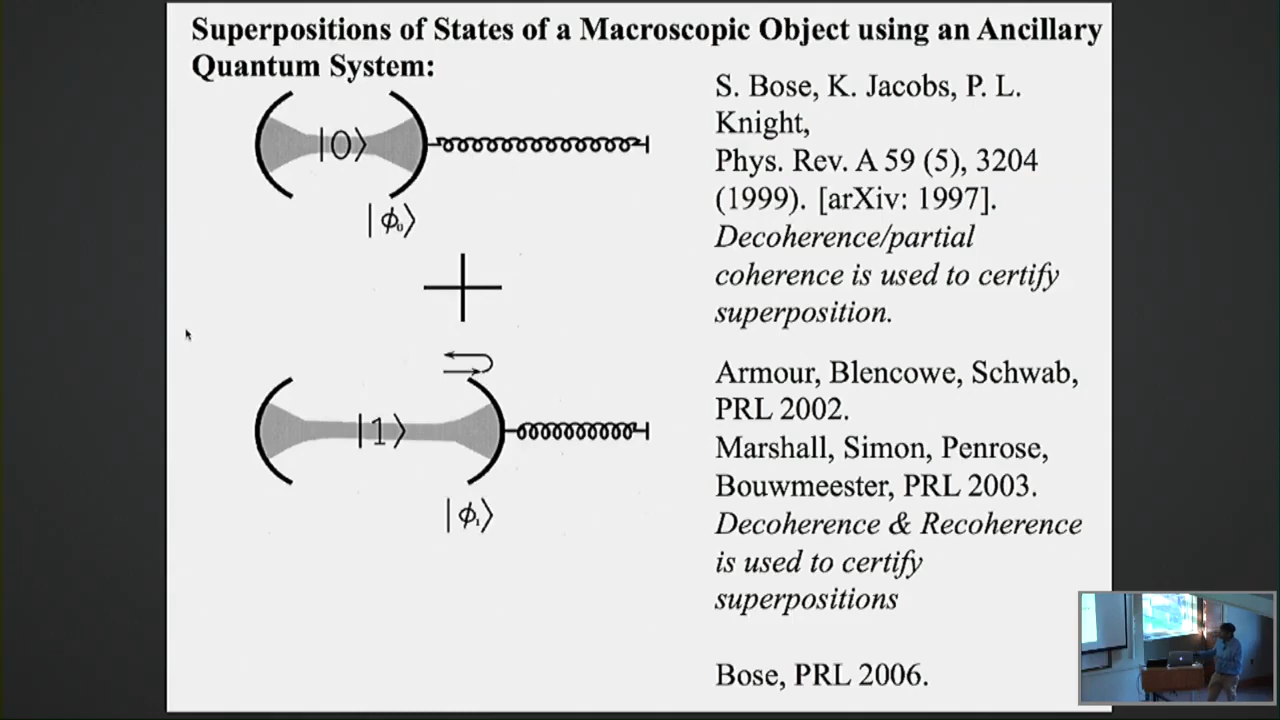 Superpositions of States of a Macroscopic Object using an Ancillary
Quantum System:
|0⟩
|ϕ₀⟩
|1⟩
|ϕ₁⟩
S. Bose, K. Jacobs, P. L.
Knight,
Phys. Rev. A 59 (5), 3204
(1999). [arXiv: 1997].
Decoherence/partial
coherence is used to certify
superposition.
Armour, Blencowe, Schwab,
PRL 2002.
Marshall, Simon, Penrose,
Bouwmeester, PRL 2003.
Decoherence & Recoherence
is used to certify
superpositions
Bose, PRL 2006.